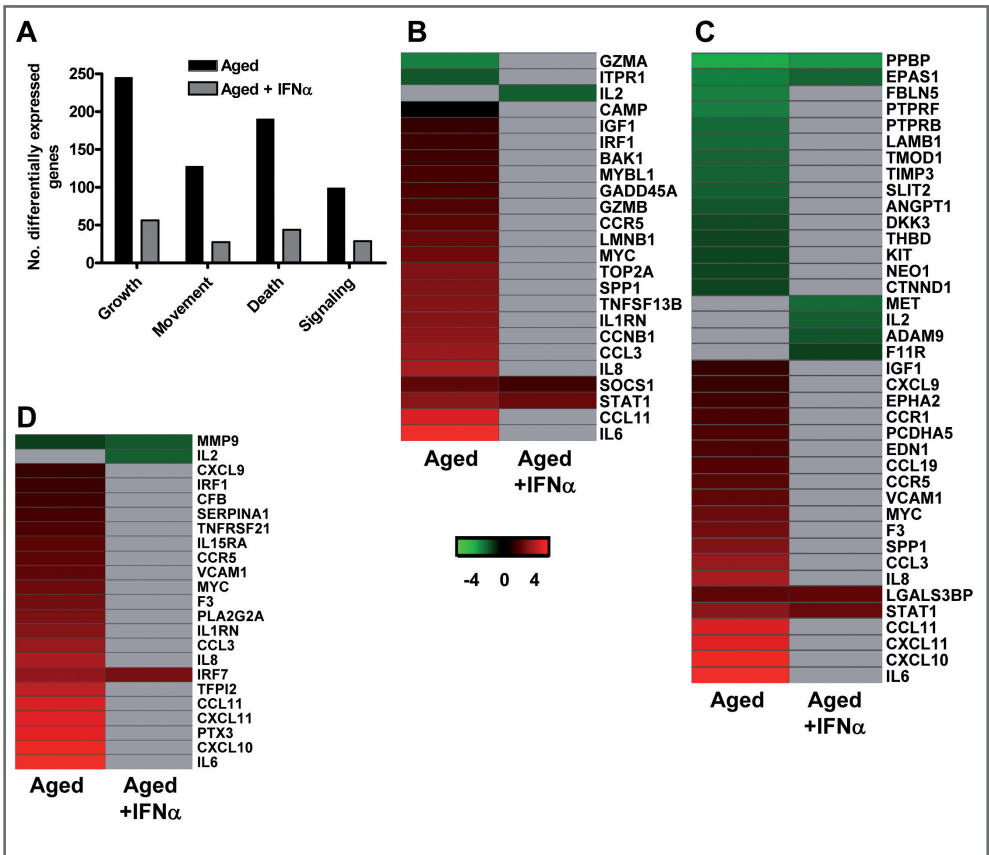 A
No. differentially expressed
genes
250
200
150
100
50
0
Aged
Aged + IFNα
Growth
Movement
Death
Signaling
B
GZMA
ITPR1
IL2
CAMP
IGF1
IRF1
BAK1
MYBL1
GADD45A
GZMB
CCR5
LMNB1
MYC
TOP2A
SPP1
TNFSF13B
IL1RN
CCNB1
CCL3
IL8
SOCS1
STAT1
CCL11
IL6
Aged
Aged
+IFNα
-4 0 4
C
PPBP
EPAS1
FBLN5
PTPRF
PTPRB
LAMB1
TMOD1
TIMP3
SLIT2
ANGPT1
DKK3
THBD
KIT
NEO1
CTNND1
MET
IL2
ADAM9
F11R
IGF1
CXCL9
EPHA2
CCR1
PCDHA5
EDN1
CCL19
CCR5
VCAM1
MYC
F3
SPP1
CCL3
IL8
LGALS3BP
STAT1
CCL11
CXCL11
CXCL10
IL6
Aged
Aged
+IFNα
D
MMP9
IL2
CXCL9
IRF1
CFB
SERPINA1
TNFRSF21
IL15RA
CCR5
VCAM1
MYC
F3
PLA2G2A
IL1RN
CCL3
IL8
IRF7
TFPI2
CCL11
CXCL11
PTX3
CXCL10
IL6
Aged
Aged
+IFNα